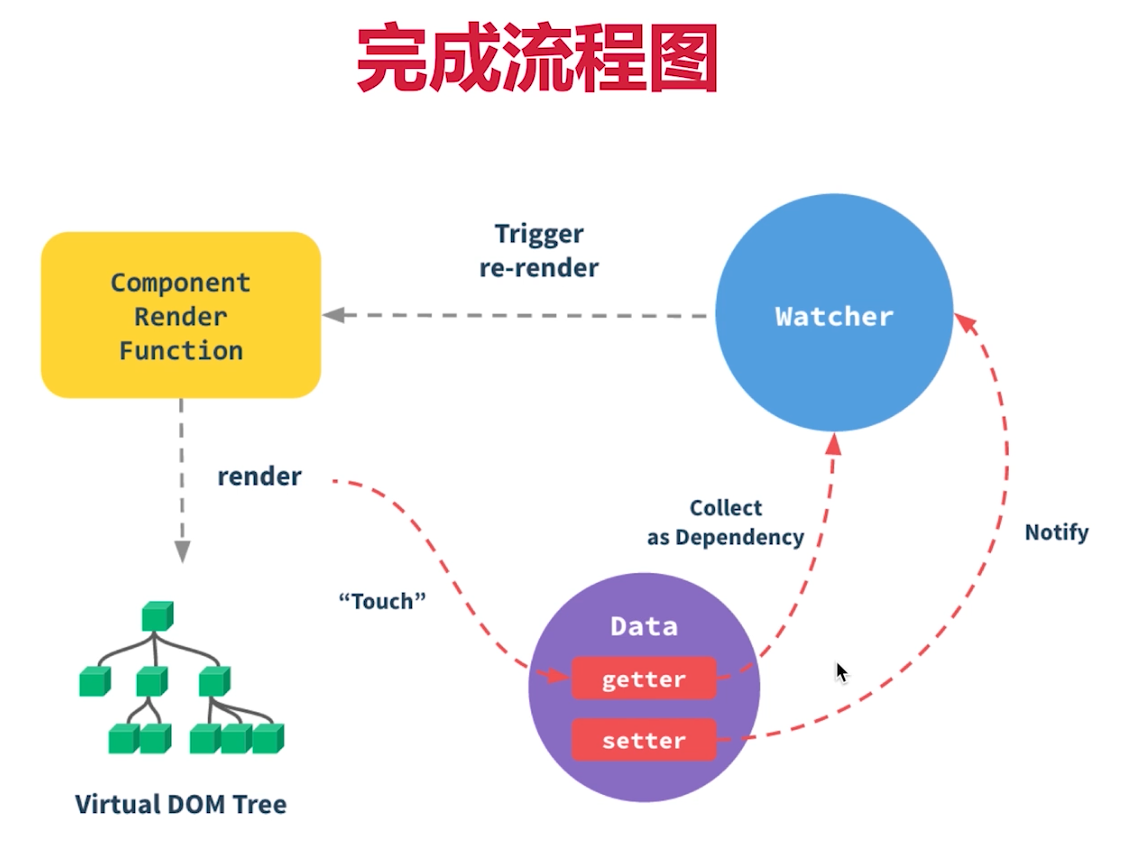 完成流程图
Trigger
re-render
Component
Render
Function
Watcher
render
Collect
as Dependency
Notify
“Touch”
Data
getter
setter
Virtual DOM Tree